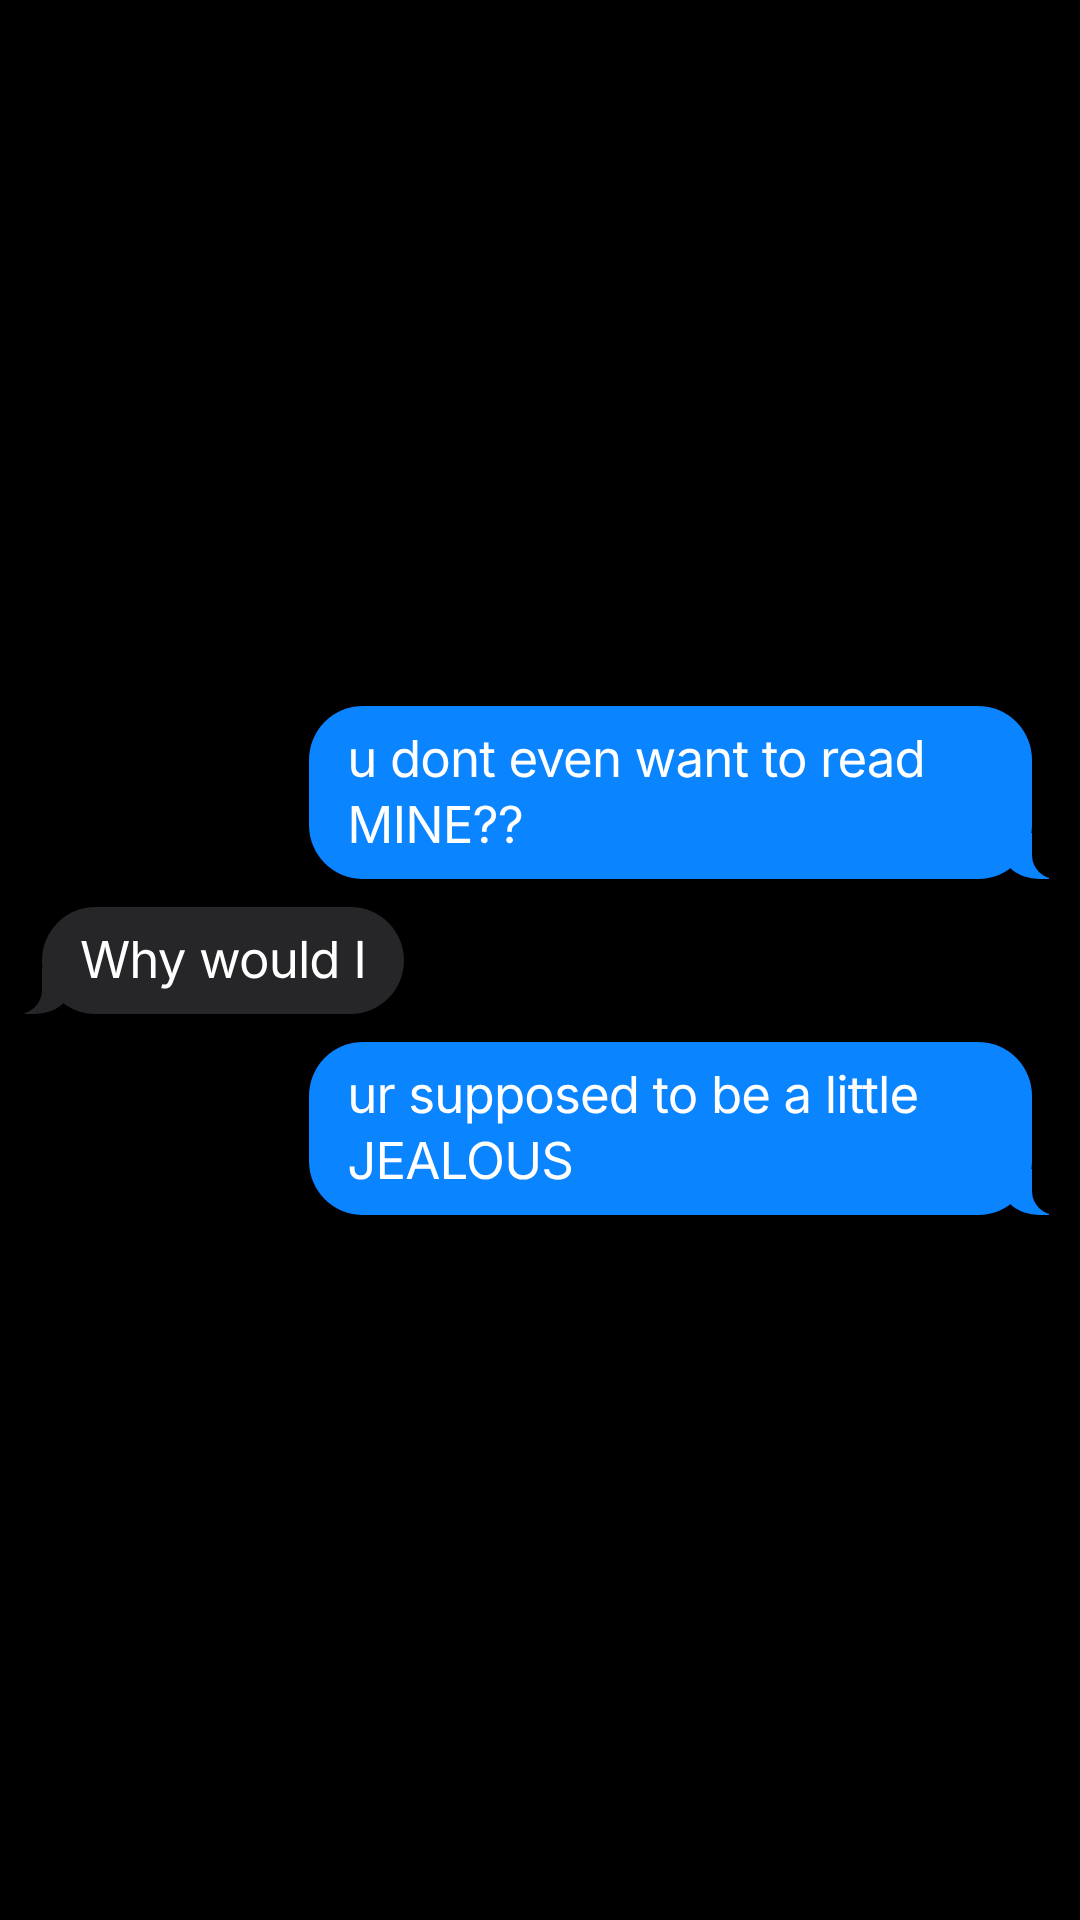 u dont even want to read
MINE??
Why would I
ur supposed to be a little
JEALOUS